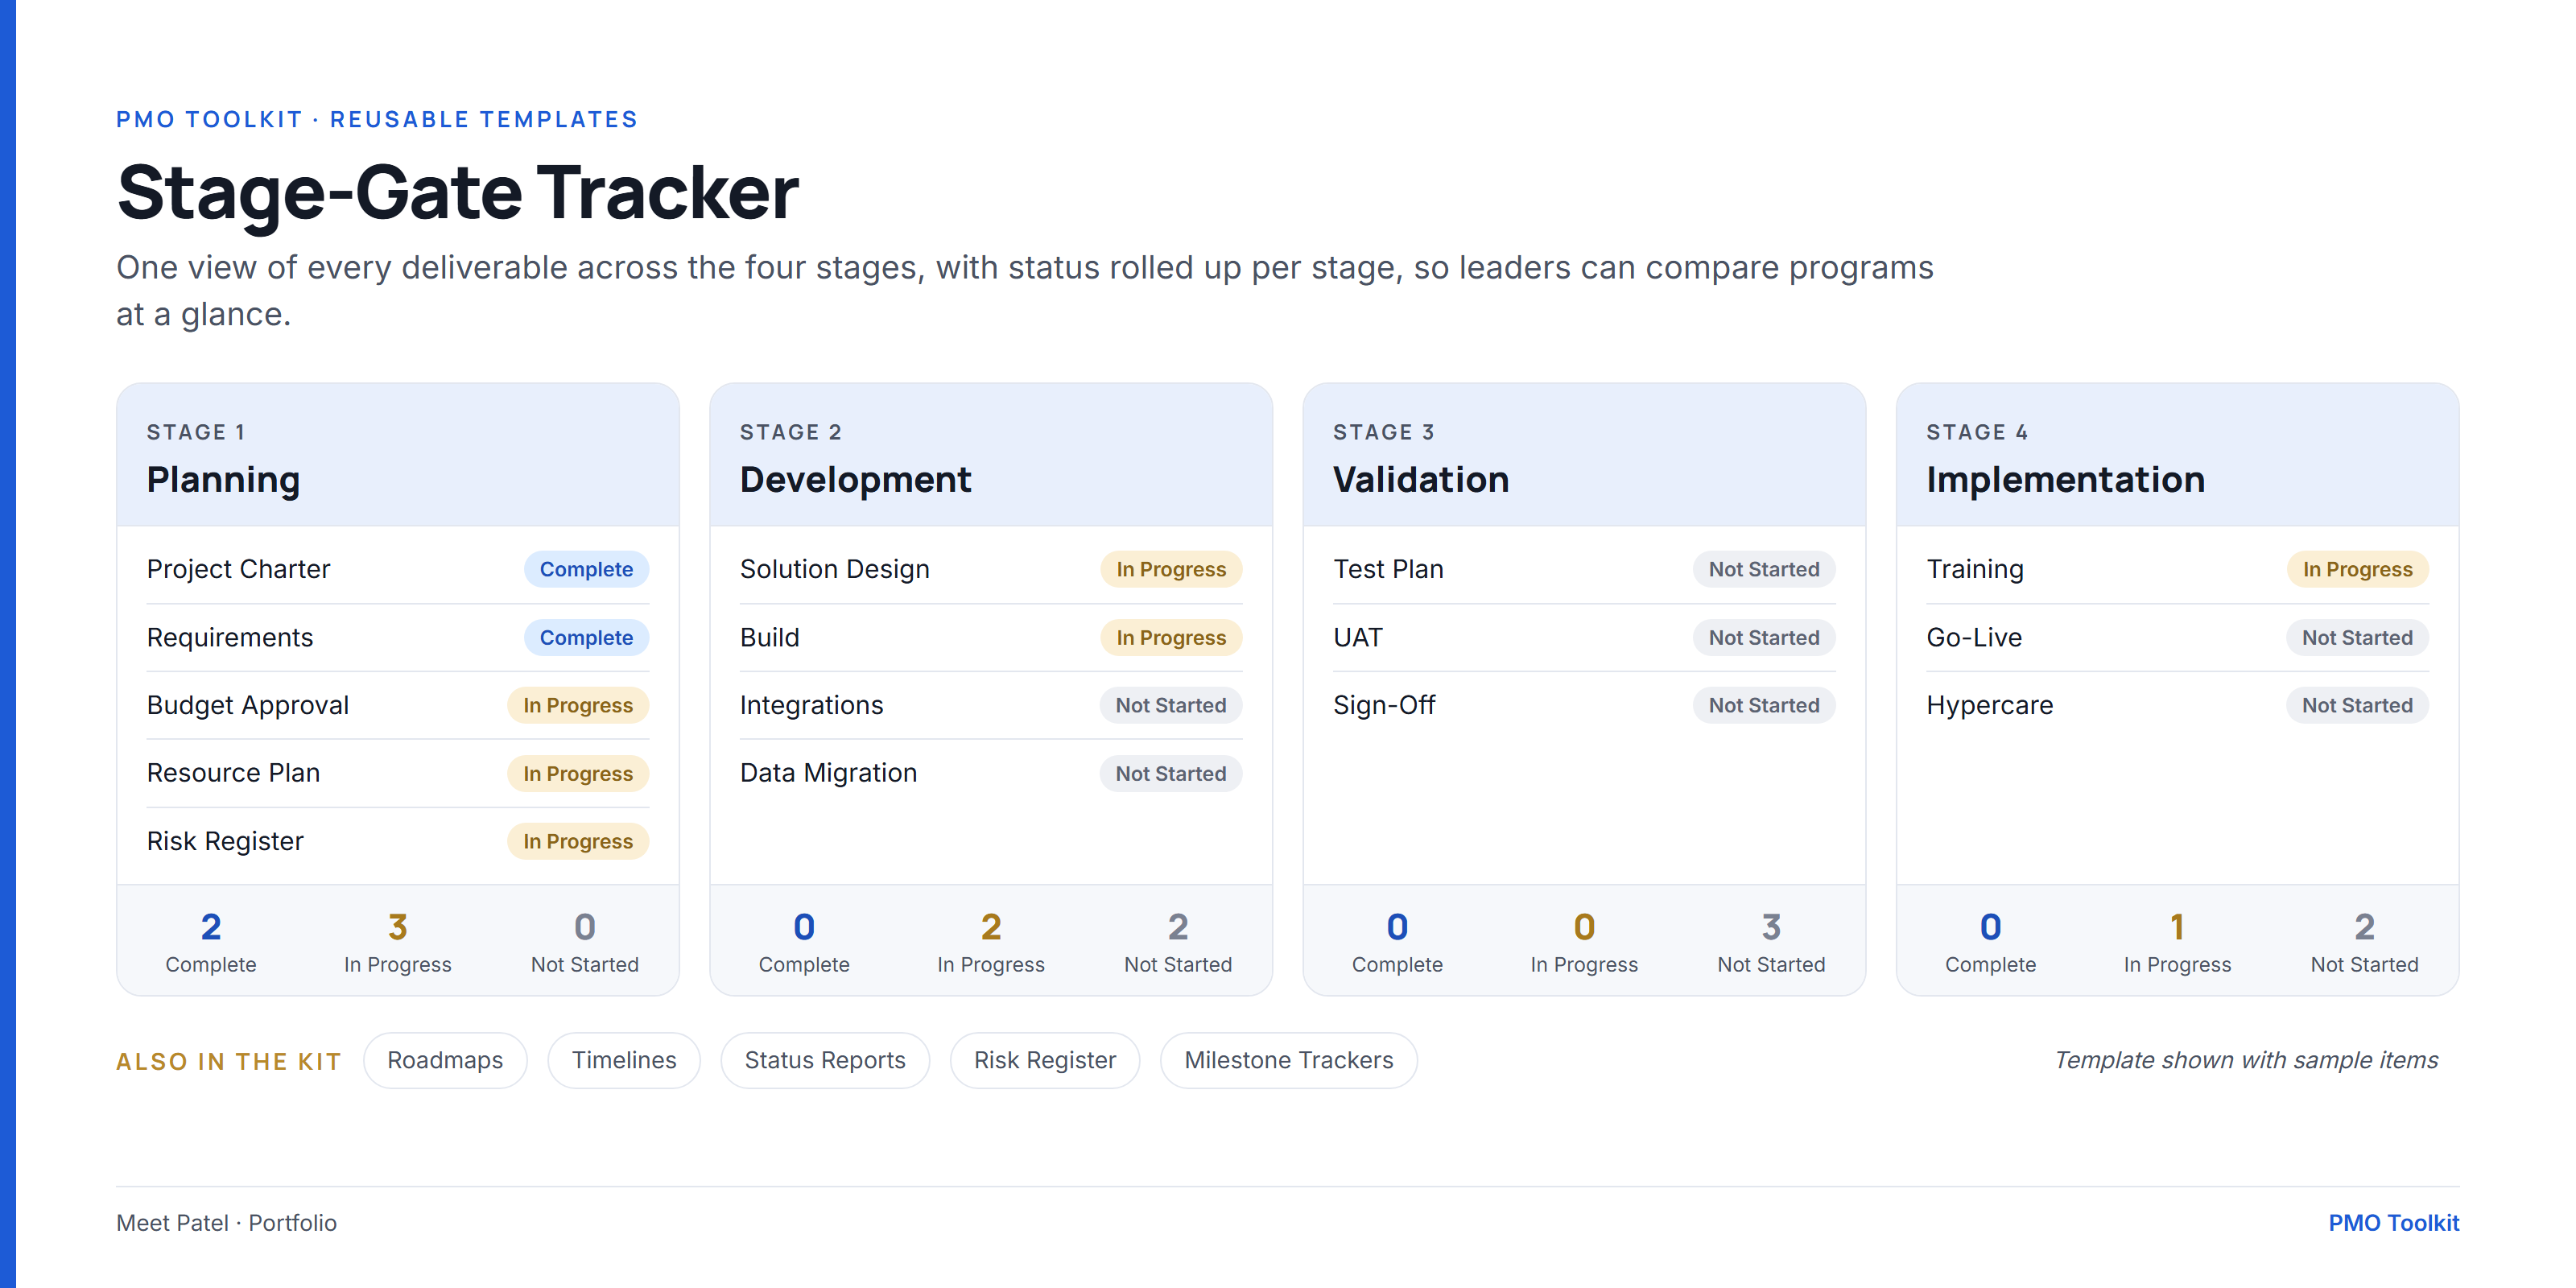 PMO TOOLKIT · REUSABLE TEMPLATES
Stage-Gate Tracker
One view of every deliverable across the four stages, with status rolled up per stage, so leaders can compare programs
at a glance.
STAGE 1
Planning
Project Charter Complete
Requirements Complete
Budget Approval In Progress
Resource Plan In Progress
Risk Register In Progress
2 3 0
Complete In Progress Not Started
STAGE 2
Development
Solution Design In Progress
Build In Progress
Integrations Not Started
Data Migration Not Started
0 2 2
Complete In Progress Not Started
STAGE 3
Validation
Test Plan Not Started
UAT Not Started
Sign-Off Not Started
0 0 3
Complete In Progress Not Started
STAGE 4
Implementation
Training In Progress
Go-Live Not Started
Hypercare Not Started
0 1 2
Complete In Progress Not Started
ALSO IN THE KIT Roadmaps Timelines Status Reports Risk Register Milestone Trackers Template shown with sample items
Meet Patel · Portfolio PMO Toolkit